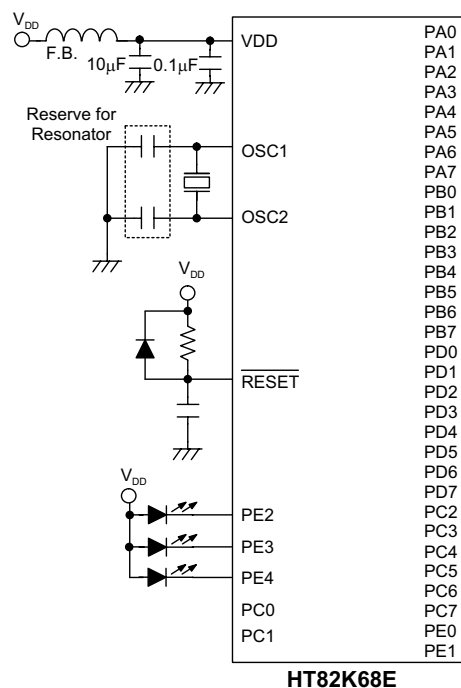 VDD
F.B.
10μF
0.1μF
VDD
Reserve for
Resonator
OSC1
OSC2
VDD
RESET
VDD
PE2
PE3
PE4
PC0
PC1
PA0
PA1
PA2
PA3
PA4
PA5
PA6
PA7
PB0
PB1
PB2
PB3
PB4
PB5
PB6
PB7
PD0
PD1
PD2
PD3
PD4
PD5
PD6
PD7
PC2
PC3
PC4
PC5
PC6
PC7
PE0
PE1
HT82K68E